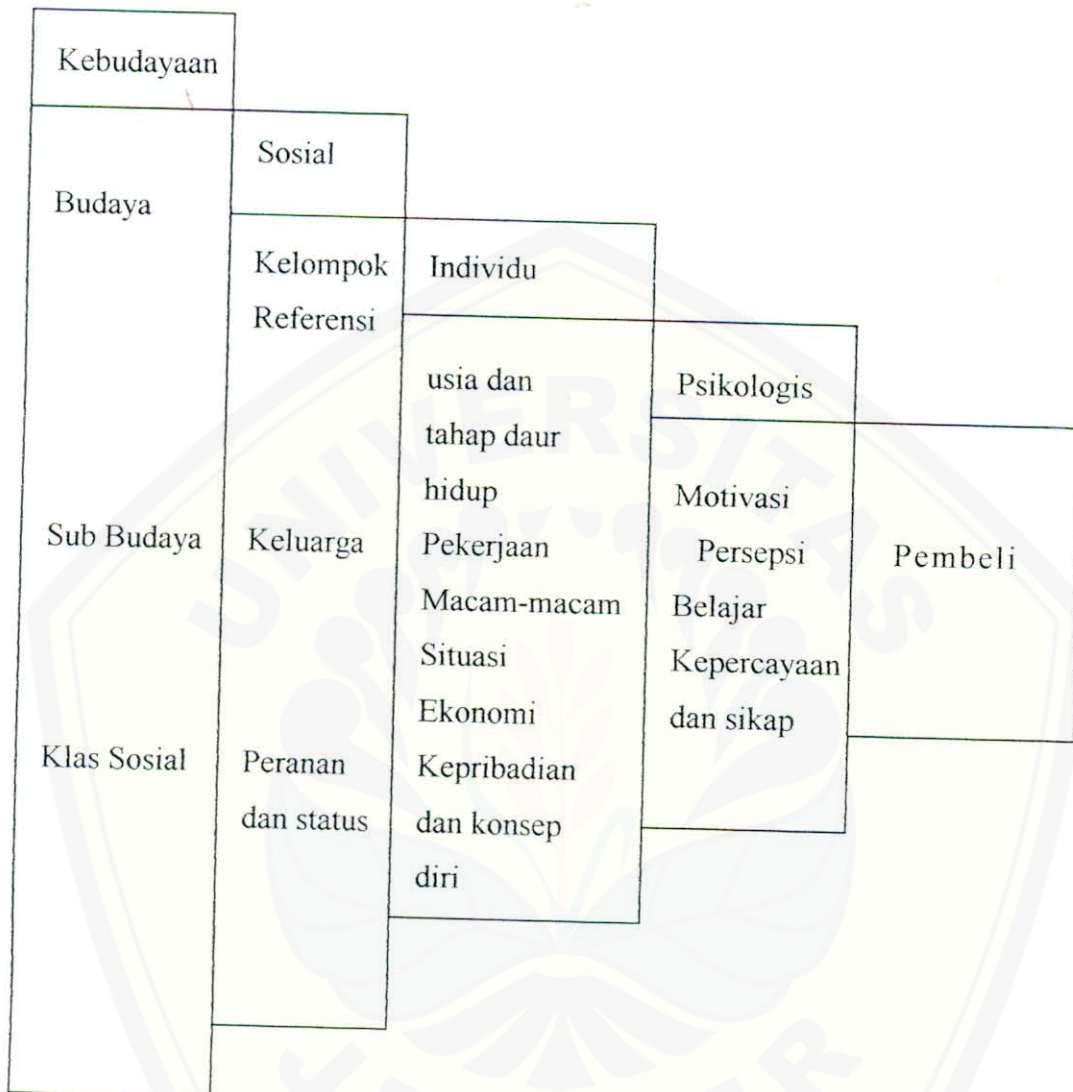 Kebudayaan
Budaya
Sub Budaya
Klas Sosial
Sosial
Kelompok
Referensi
Keluarga
Peranan
dan status
Individu
usia dan
tahap daur
hidup
Pekerjaan
Macam-macam
Situasi
Ekonomi
Kepribadian
dan konsep
diri
Psikologis
Motivasi
Persepsi
Belajar
Kepercayaan
dan sikap
Pembeli
UNIVERSITAS